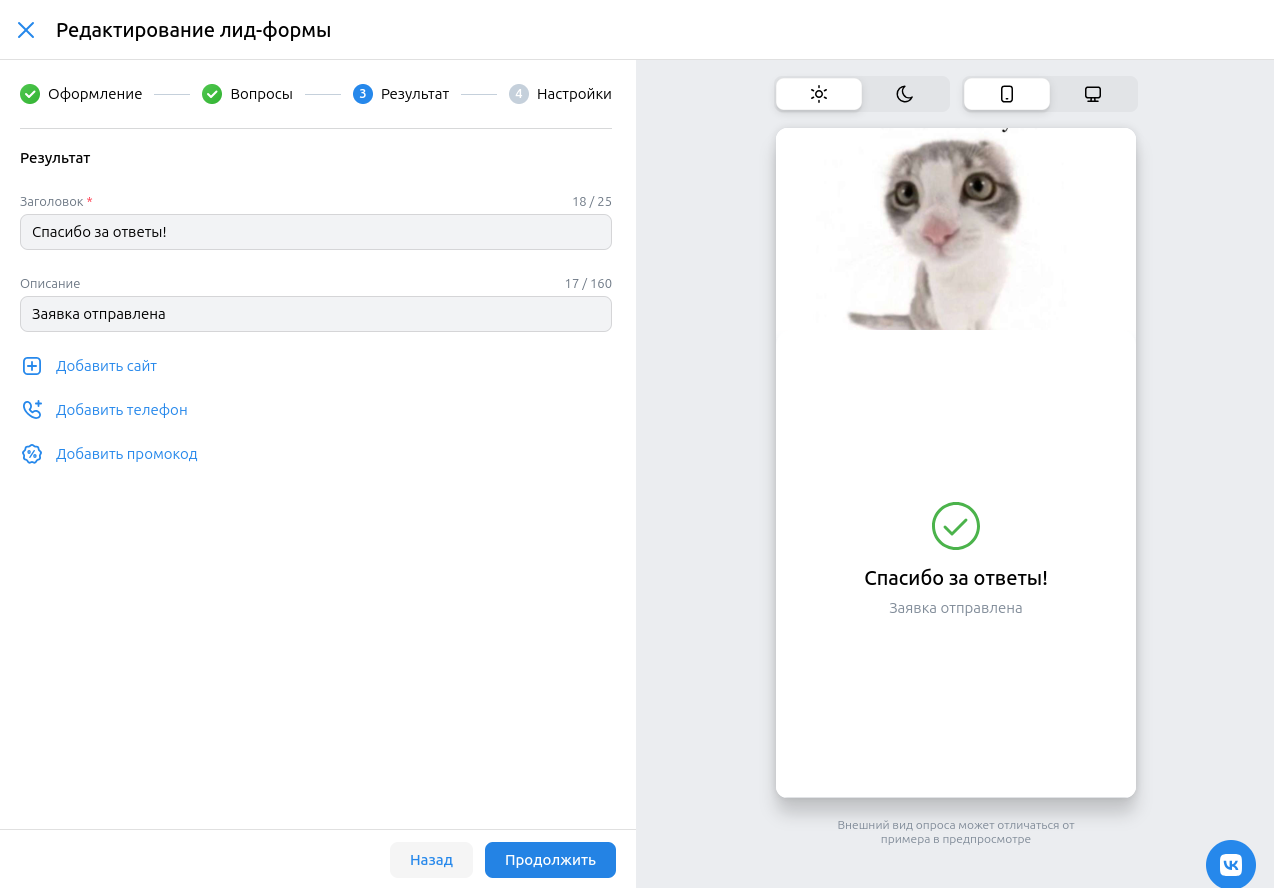 Редактирование лид-формы
Оформление
Вопросы
3 Результат
4 Настройки
Результат
Заголовок * 18 / 25
Спасибо за ответы!
Описание 17 / 160
Заявка отправлена
Добавить сайт
Добавить телефон
Добавить промокод
Назад Продолжить
Спасибо за ответы!
Заявка отправлена
Внешний вид опроса может отличаться от
примера в предпросмотре